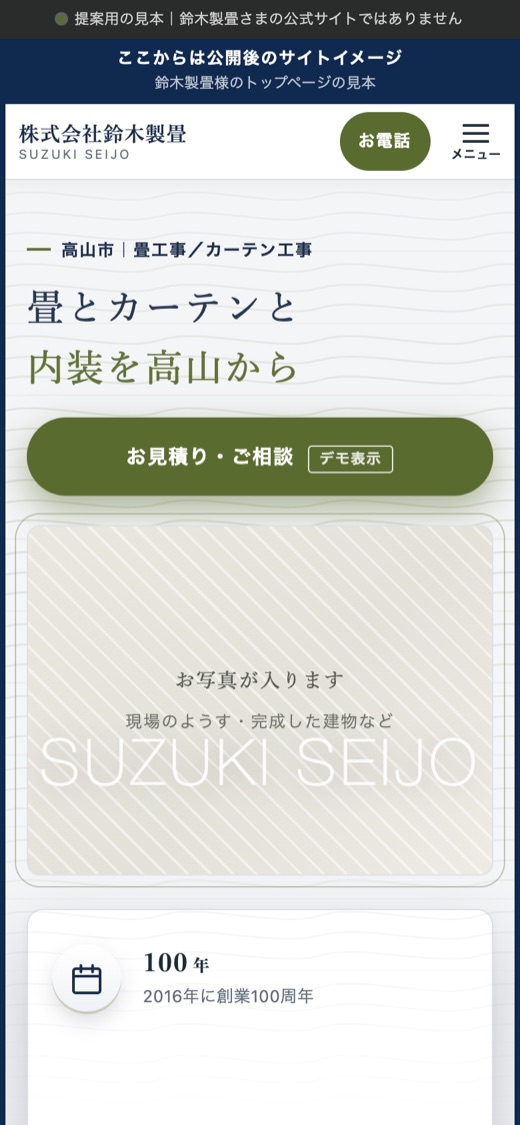 提案用の見本｜鈴木製畳さまの公式サイトではありません
ここからは公開後のサイトイメージ
鈴木製畳様のトップページの見本
株式会社鈴木製畳
SUZUKI SEIJO
お電話
メニュー
高山市｜畳工事／カーテン工事
畳とカーテンと
内装を高山から
お見積り・ご相談 デモ表示
お写真が入ります
現場のようす・完成した建物など
SUZUKI SEIJO
100 年
2016年に創業100周年